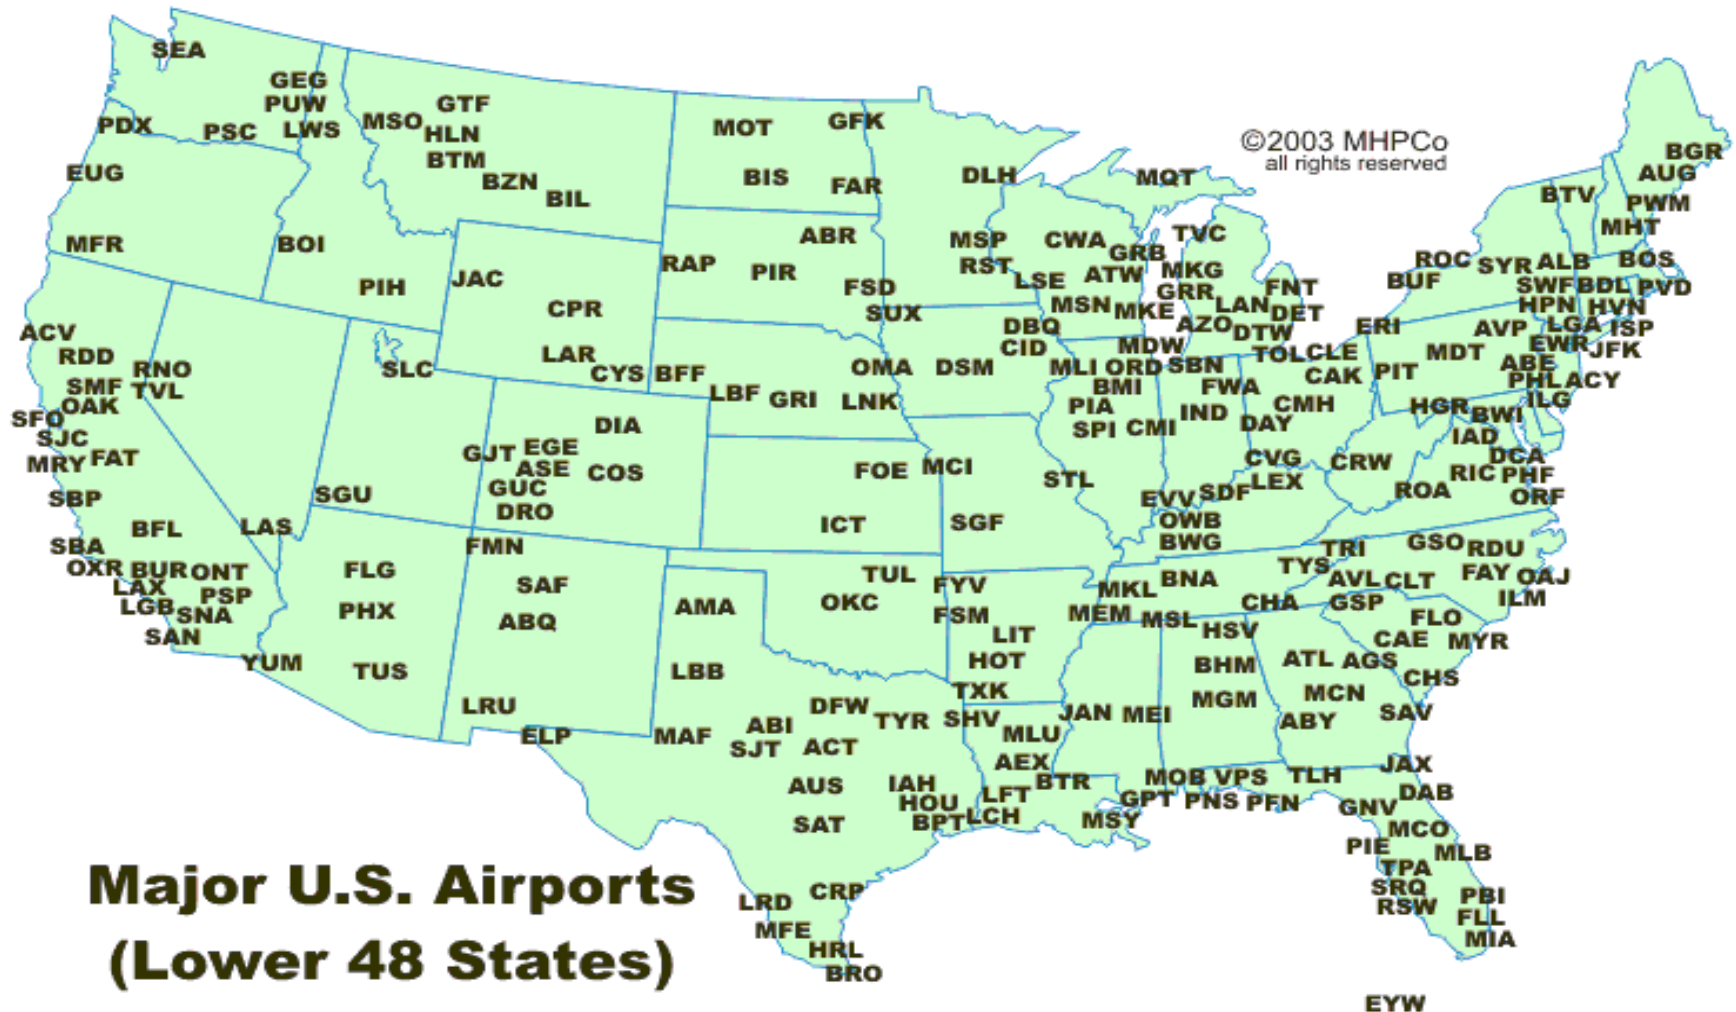 SEA
GEG
PUW
PDX PSC LWS
MSO GTF
HLN
BTM
BZN
BIL
MOT GFK
BIS FAR
©2003 MHPCo
all rights reserved
DLH MQT
BGR
AUG
BTV PWM
MHT
EUG
MFR BOI
PIH
JAC
CPR
LAR
CYS BFF
RAP PIR ABR
FSD
SUX
MSP CWA GRB TVC
RST LSE ATW MKG
GRR FNT
MSN MKE LAN DET
DBQ AZO DTW
CID MDW
ROC SYR ALB BOS
BUF SWF BDL PVD
HPN HVN
ERI AVP LGA ISP
EWR JFK
MDT ABE
PIT PHL ACY
ILG
ACV
RDD RNO
SMF TVL
OAK
SFO
SJC
MRY FAT
SBP
BFL
SBA
OXR BUR ONT
LAX PSP
LGB SNA
SAN
YUM
SLC
SGU
LAS
LBF GRI LNK
OMA DSM
MLI ORD SBN TOL CLE
BMI FWA CAK
PIA IND CMH
SPI CMI DAY
HGR BWI
IAD
DCA
CVG CRW RIC PHF
LEX ROA ORF
DIA
GJT EGE
ASE COS
GUC
DRO
FMN
FOE MCI STL
ICT SGF
EVV SDF
OWB
BWG
FLG SAF
PHX ABQ
TUS
LRU
ELP
AMA
LBB
MAF
TUL FYV
OKC FSM
LIT
HOT
TXK
MKL BNA
MEM MSL
TYS TRI GSO RDU
AVL CLT FAY OAJ
CHA GSP ILM
HSV FLO
CAE MYR
BHM ATL AGS CHS
MGM MCN
ABY SAV
DFW TYR SHV
ABI MLU JAN MEI
SJT ACT AEX
AUS IAH LFT BTR
HOU
BPT LCH
SAT MSY GPT
MOB VPS TLH JAX
PNS PFN GNV DAB
MCO
PIE MLB
TPA
SRQ PBI
RSW FLL
MIA
EYW
LRD CRP
MFE
HRL
BRO
Major U.S. Airports
(Lower 48 States)